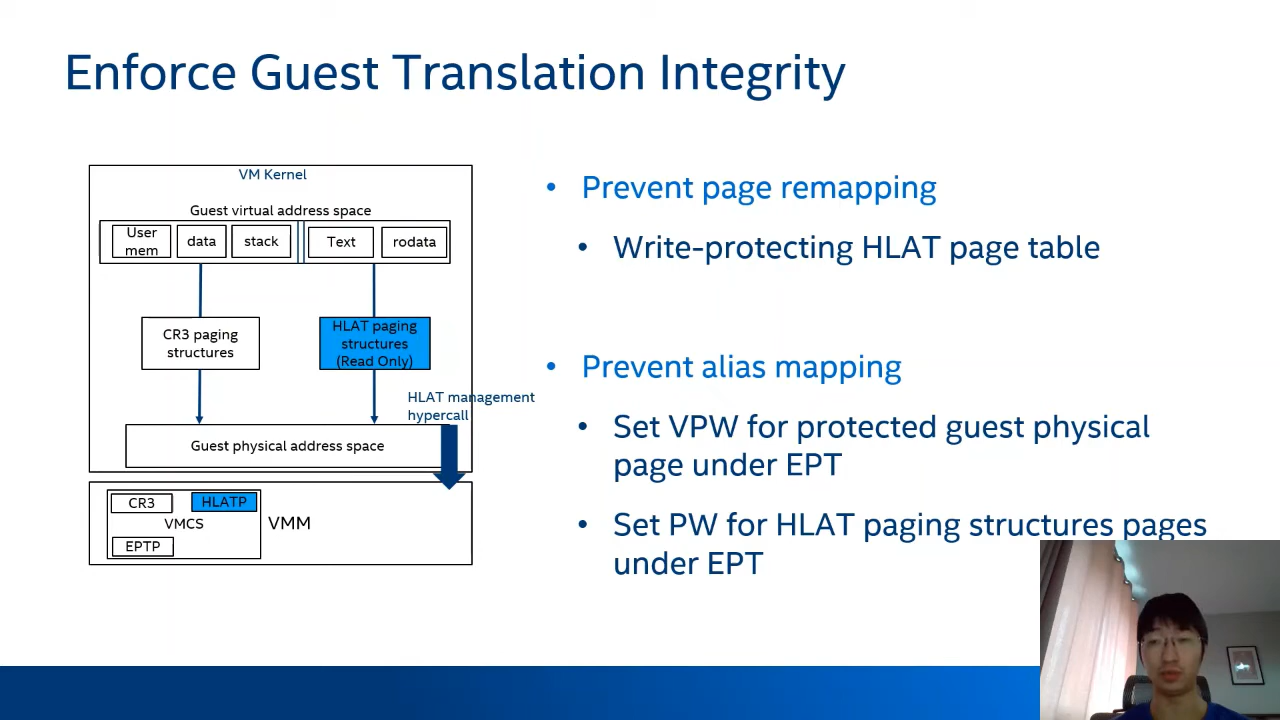 Enforce Guest Translation Integrity
VM Kernel
Guest virtual address space
User
mem
data
stack
Text
rodata
CR3 paging
structures
HLAT paging
structures
(Read Only)
HLAT management
hypercall
Guest physical address space
CR3
HLATP
VMCS
EPTP
VMM
• Prevent page remapping
• Write-protecting HLAT page table
• Prevent alias mapping
• Set VPW for protected guest physical
page under EPT
• Set PW for HLAT paging structures pages
under EPT